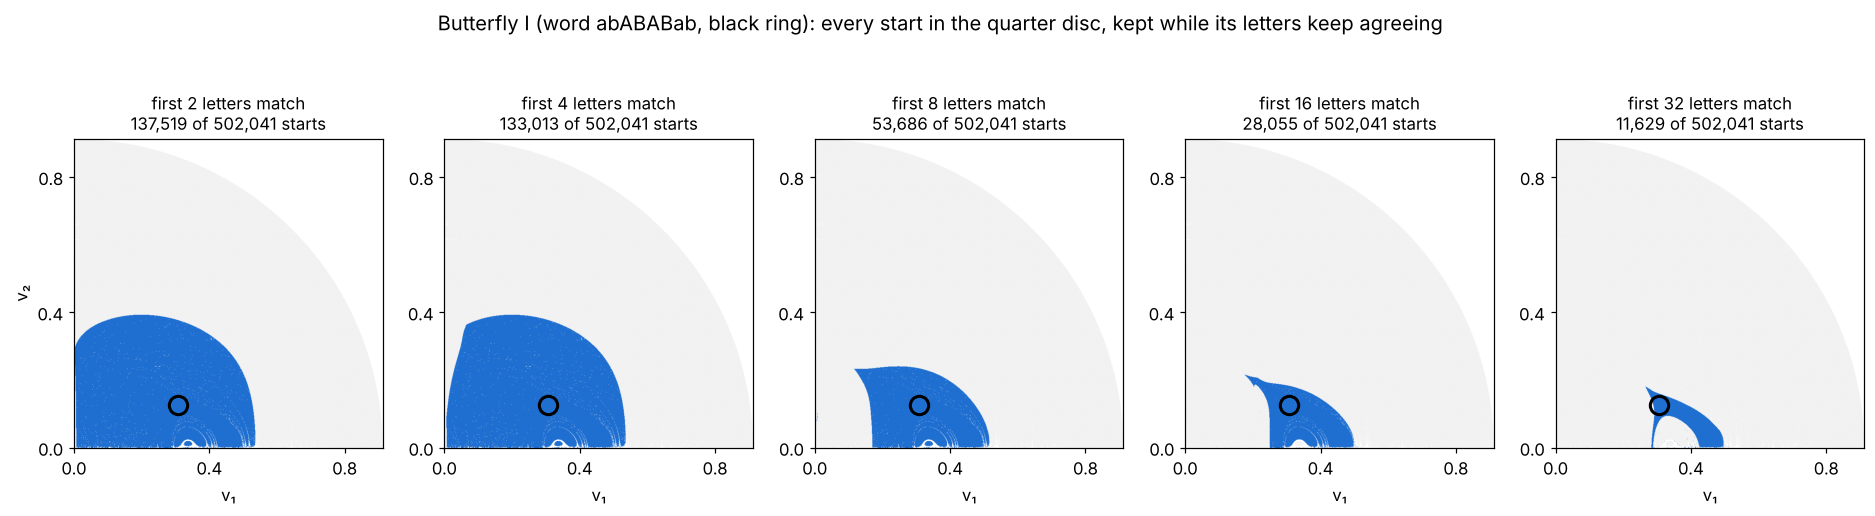 Butterfly I (word abABABab, black ring): every start in the quarter disc, kept while its letters keep agreeing
first 2 letters match
137,519 of 502,041 starts
first 4 letters match
133,013 of 502,041 starts
first 8 letters match
53,686 of 502,041 starts
first 16 letters match
28,055 of 502,041 starts
first 32 letters match
11,629 of 502,041 starts
0.8 0.8 0.8 0.8 0.8
v₂
0.4 0.4 0.4 0.4 0.4
0.0 0.0 0.0 0.0 0.0
0.0 0.4 0.8 0.0 0.4 0.8 0.0 0.4 0.8 0.0 0.4 0.8 0.0 0.4 0.8
v₁ v₁ v₁ v₁ v₁